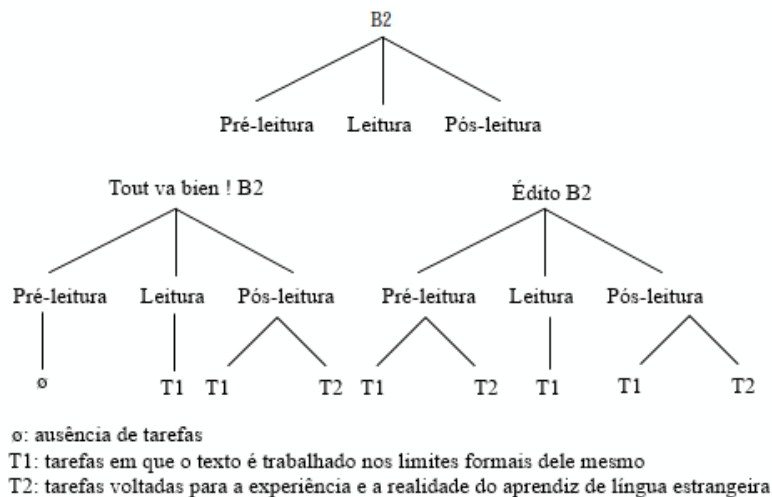 B2
Pré-leitura Leitura Pós-leitura
Tout va bien ! B2 Édito B2
Pré-leitura Leitura Pós-leitura Pré-leitura Leitura Pós-leitura
ø T1 T1 T2 T1 T2 T1 T1 T2
ø: ausência de tarefas
T1: tarefas em que o texto é trabalhado nos limites formais dele mesmo
T2: tarefas voltadas para a experiência e a realidade do aprendiz de língua estrangeira